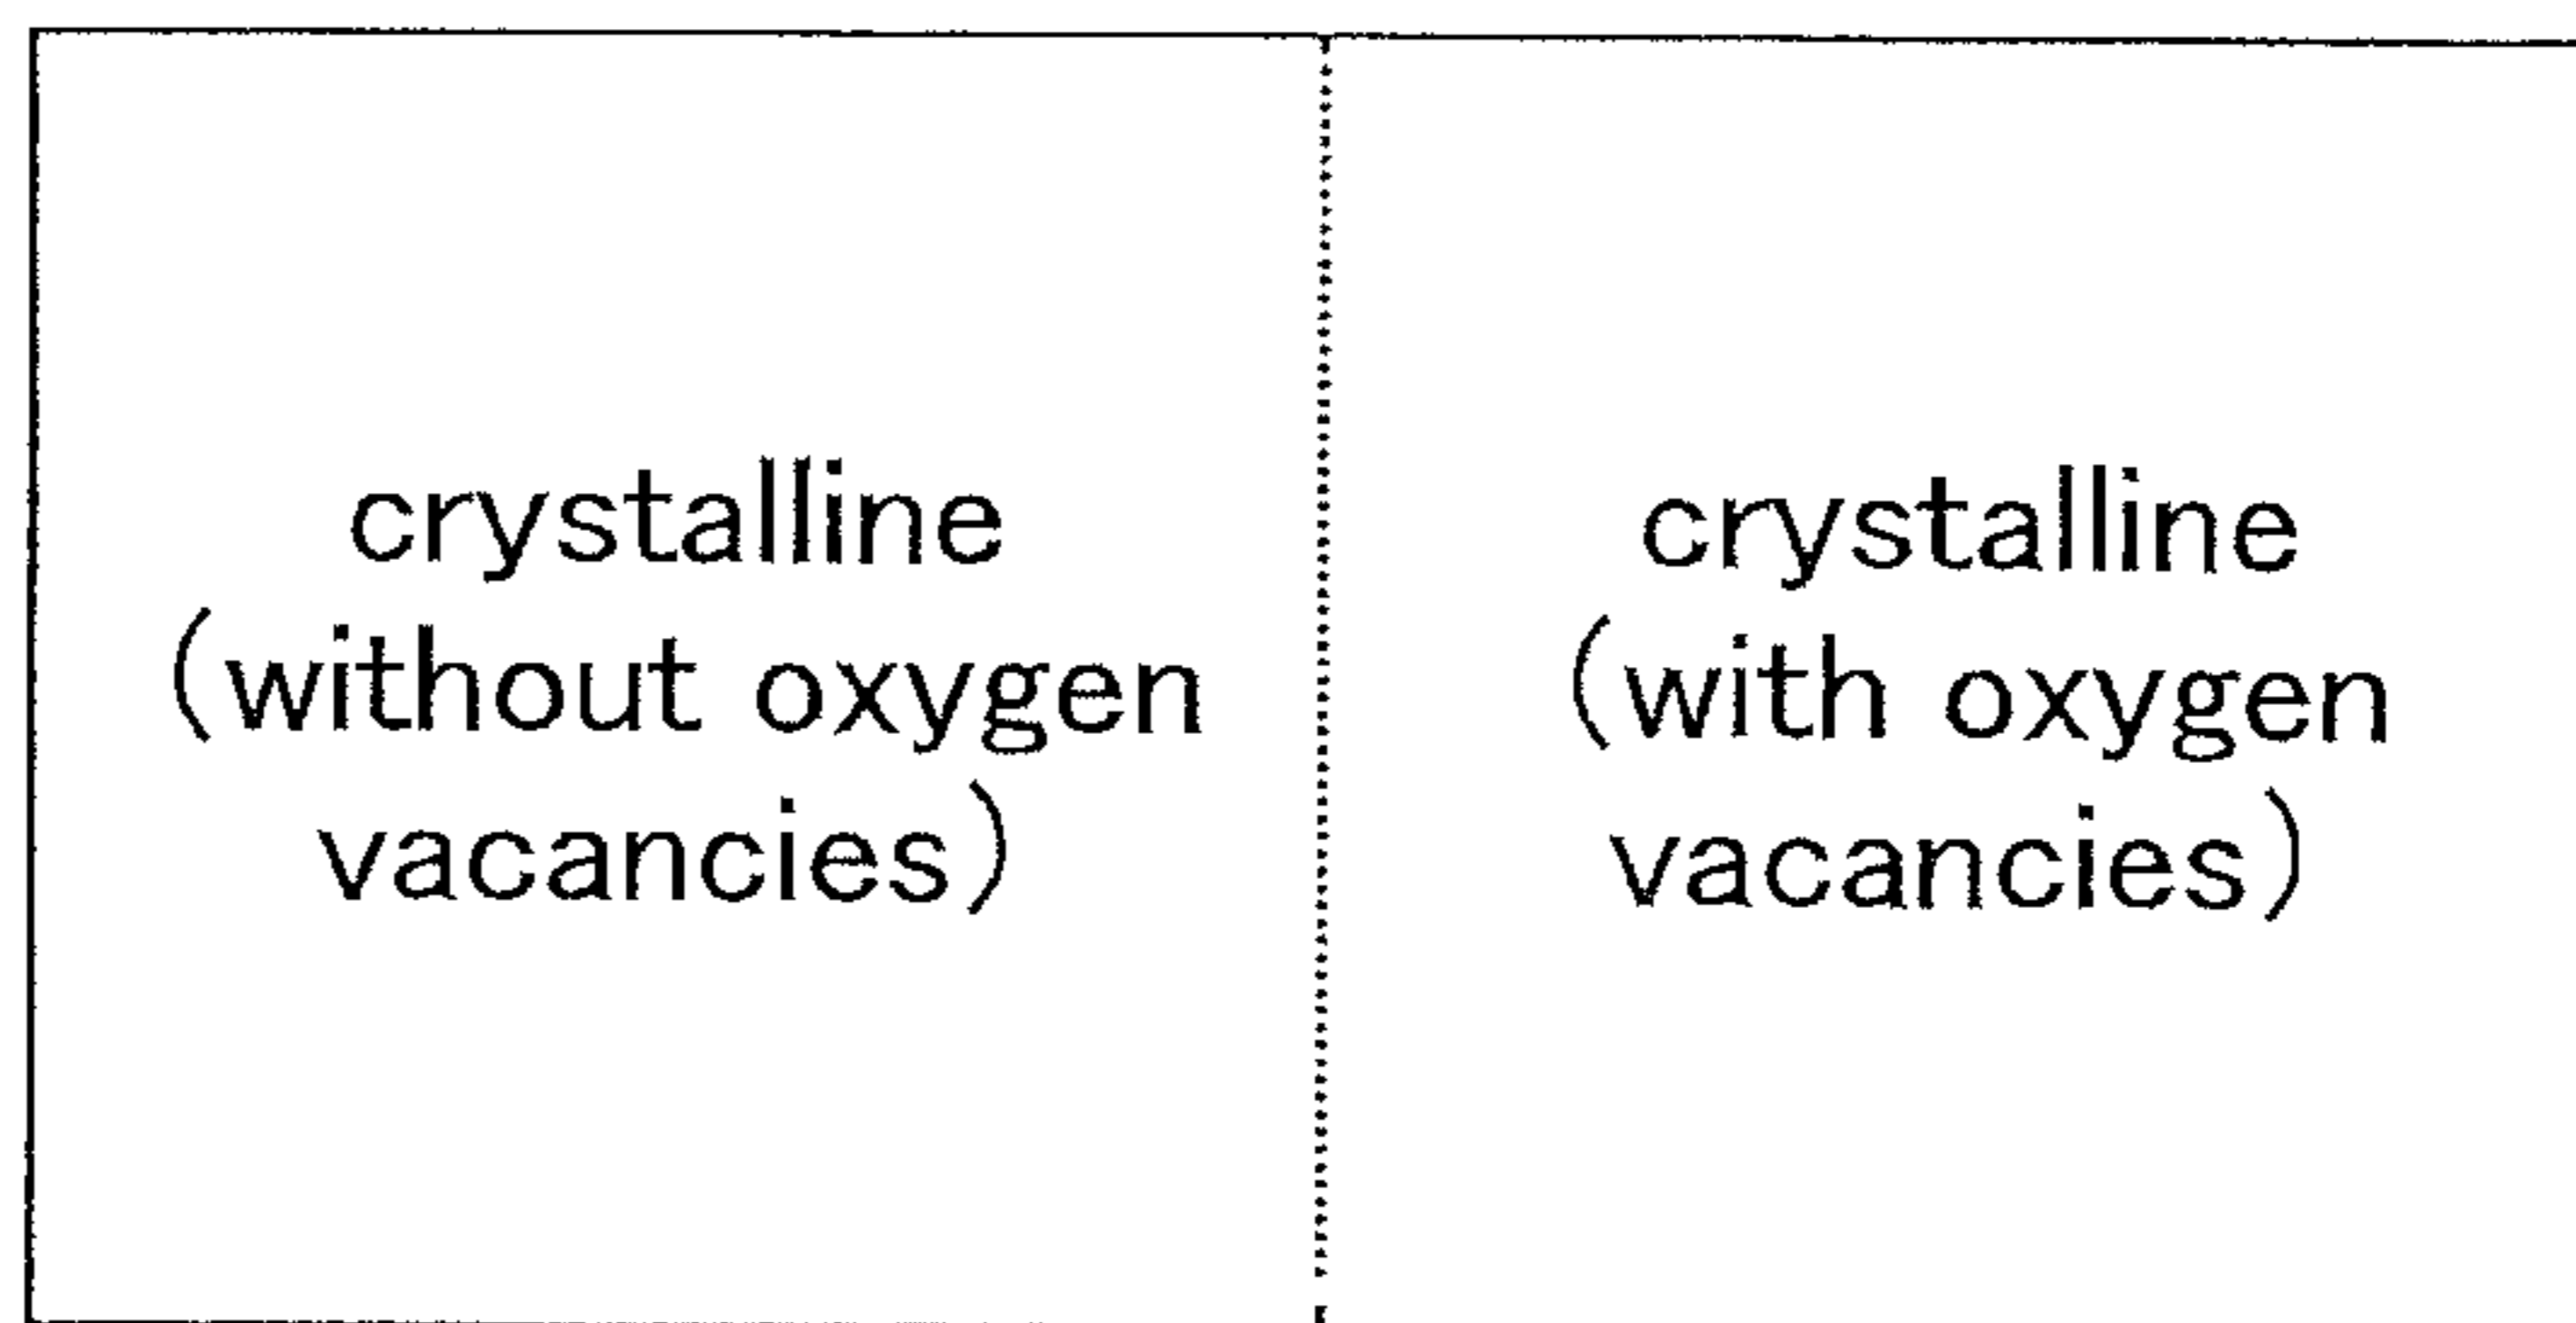 crystalline
(without oxygen
vacancies)
crystalline
(with oxygen
vacancies)